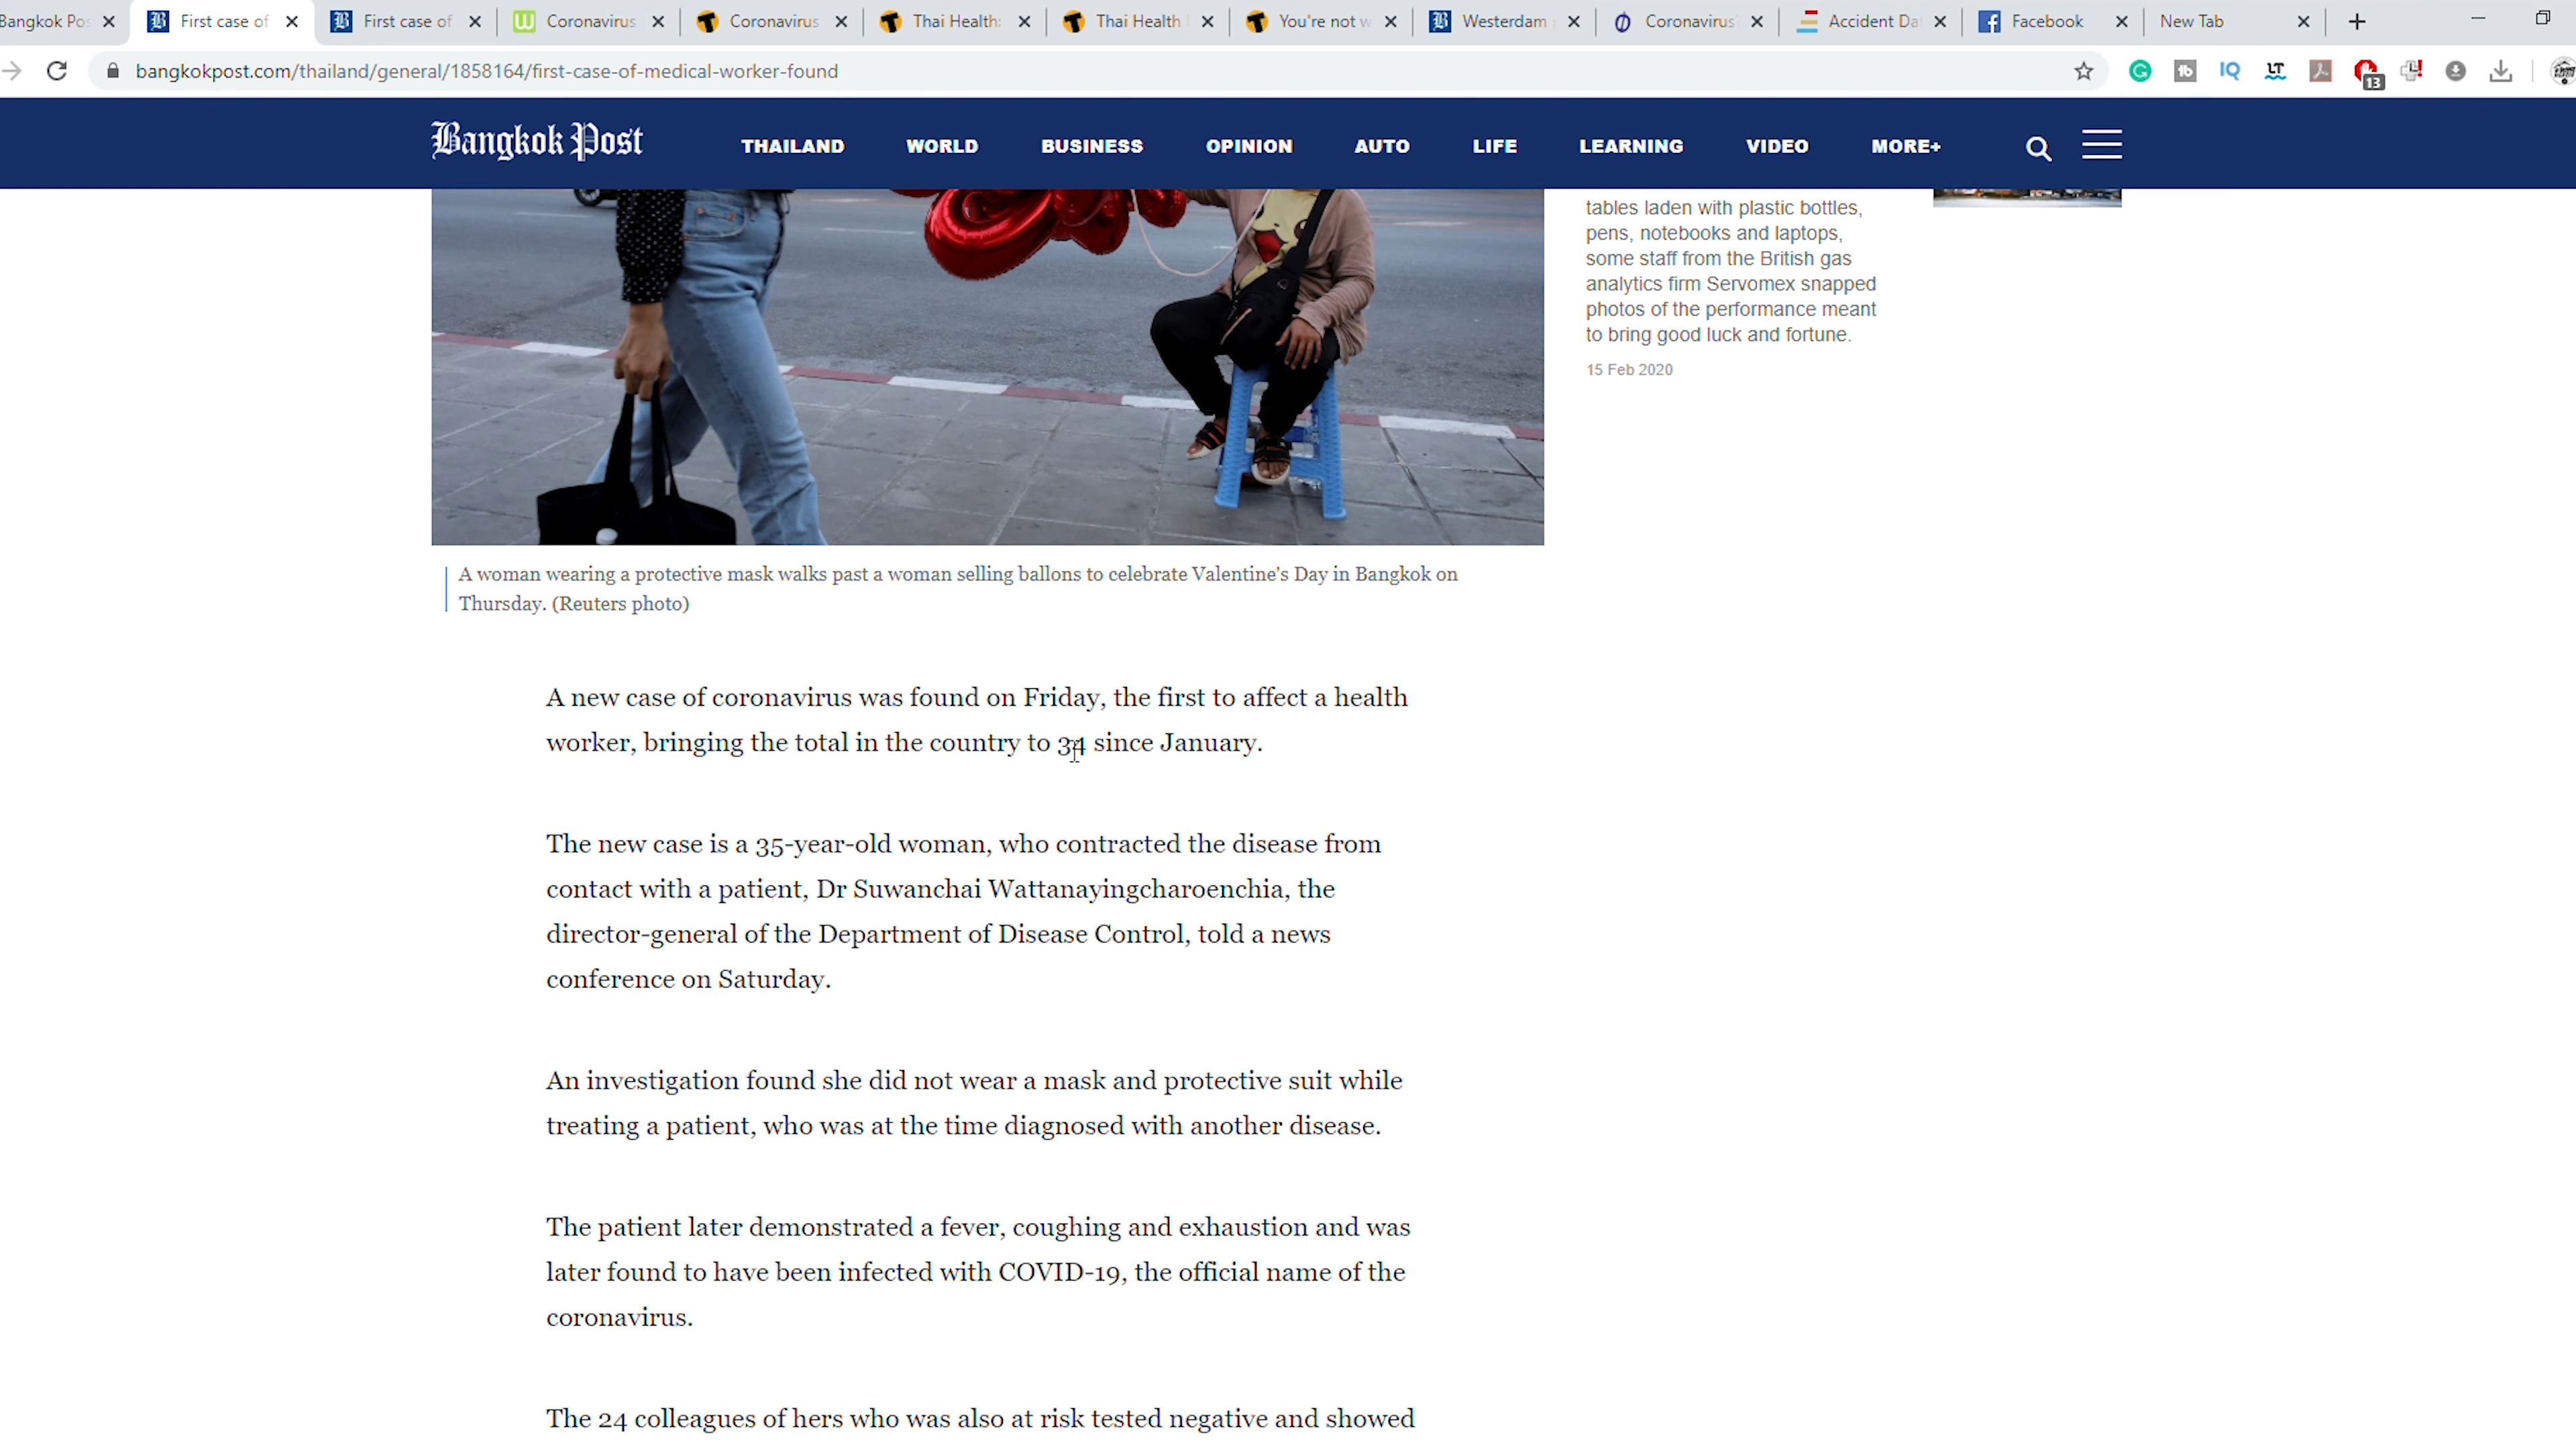 Bangkok Pos
First case of
First case of
Coronavirus
Coronavirus
Thai Health:
Thai Health
You're not w
Westerdam
Coronavirus
Accident Da
Facebook
New Tab
bangkokpost.com/thailand/general/1858164/first-case-of-medical-worker-found
IQ
LT
13
Bangkok Post
THAILAND
WORLD
BUSINESS
OPINION
AUTO
LIFE
LEARNING
VIDEO
MORE+
tables laden with plastic bottles,
pens, notebooks and laptops,
some staff from the British gas
analytics firm Servomex snapped
photos of the performance meant
to bring good luck and fortune.
15 Feb 2020
A woman wearing a protective mask walks past a woman selling ballons to celebrate Valentine's Day in Bangkok on
Thursday. (Reuters photo)
A new case of coronavirus was found on Friday, the first to affect a health
worker, bringing the total in the country to 34 since January.
The new case is a 35-year-old woman, who contracted the disease from
contact with a patient, Dr Suwanchai Wattanayingcharoenchia, the
director-general of the Department of Disease Control, told a news
conference on Saturday.
An investigation found she did not wear a mask and protective suit while
treating a patient, who was at the time diagnosed with another disease.
The patient later demonstrated a fever, coughing and exhaustion and was
later found to have been infected with COVID-19, the official name of the
coronavirus.
The 24 colleagues of hers who was also at risk tested negative and showed